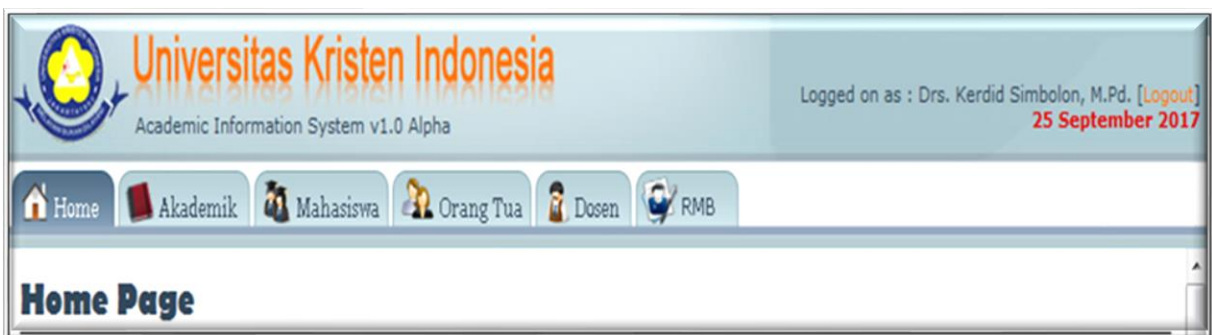 Universitas Kristen Indonesia
Academic Information System v1.0 Alpha
Logged on as : Drs. Kerdid Simbolon, M.Pd. [Logout]
25 September 2017
Home Akademik Mahasiswa Orang Tua Dosen RMB
Home Page